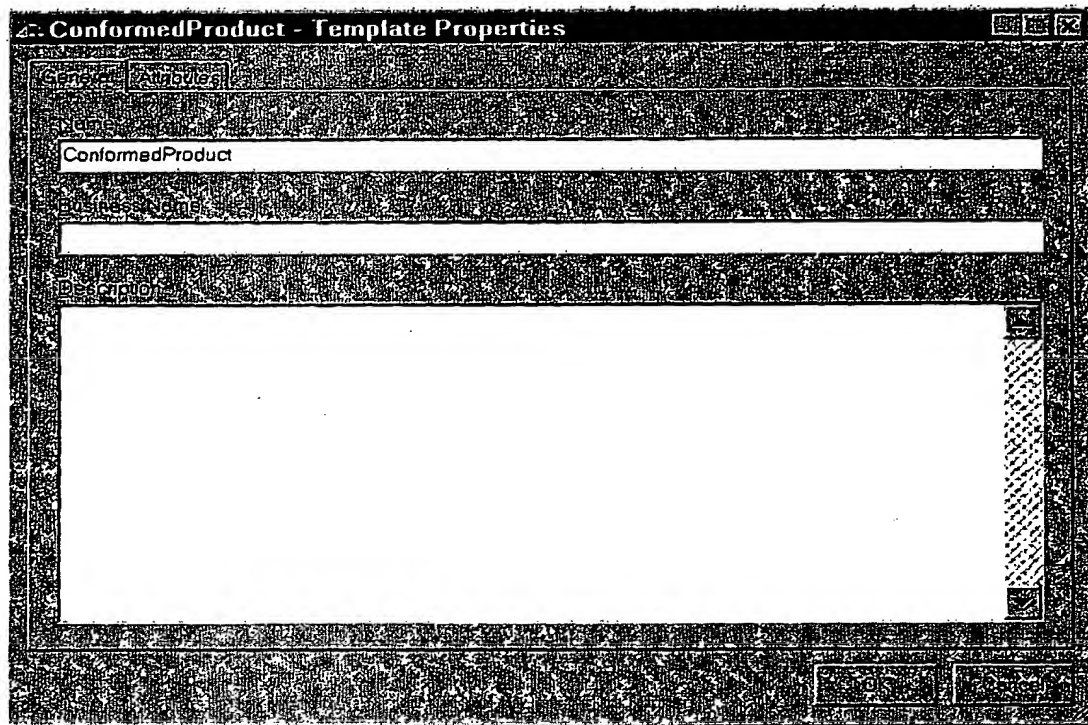 ConformedProduct - Template Properties
General Attributes
Name
ConformedProduct
Business Name
Description